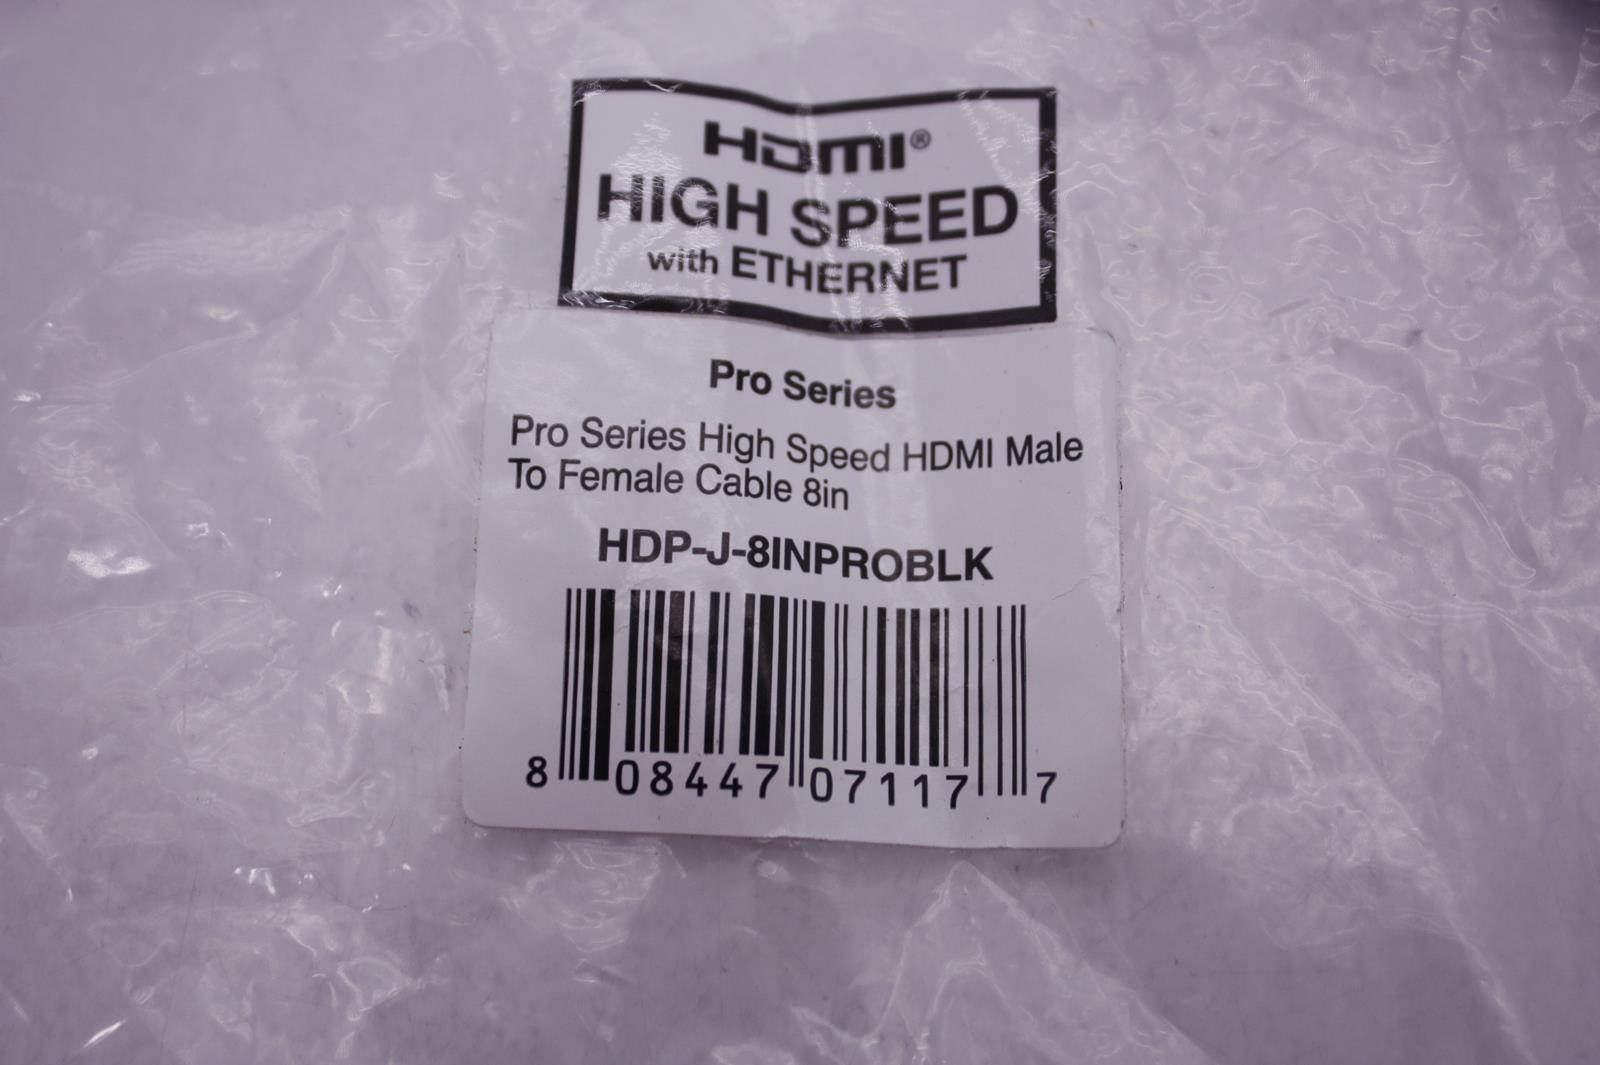 HDMI®
HIGH SPEED
with ETHERNET
Pro Series
Pro Series High Speed HDMI Male
To Female Cable 8in
HDP-J-8INPROBLK
8 08447 07117 7